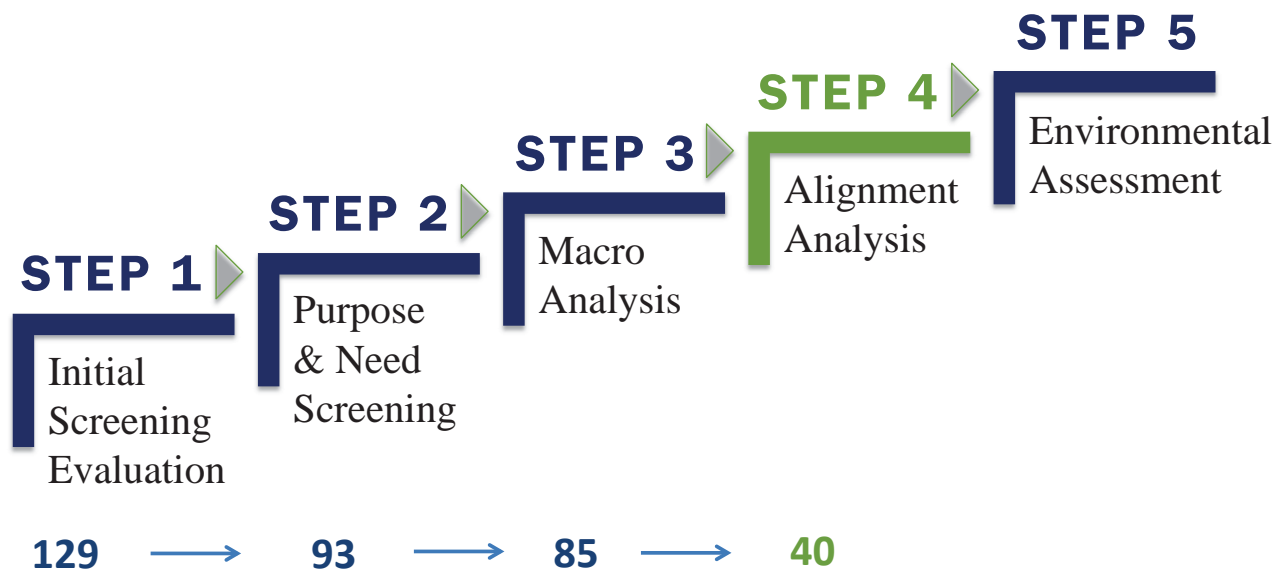 STEP 1
Initial
Screening
Evaluation
STEP 2
Purpose
& Need
Screening
STEP 3
Macro
Analysis
STEP 4
Alignment
Analysis
STEP 5
Environmental
Assessment
129
93
85
40